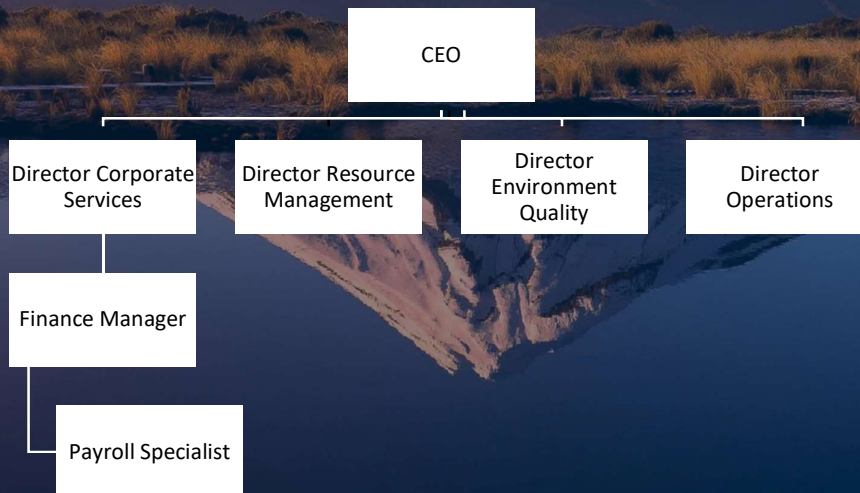 CEO
Director Corporate
Services
Director Resource
Management
Director
Environment
Quality
Director
Operations
Finance Manager
Payroll Specialist